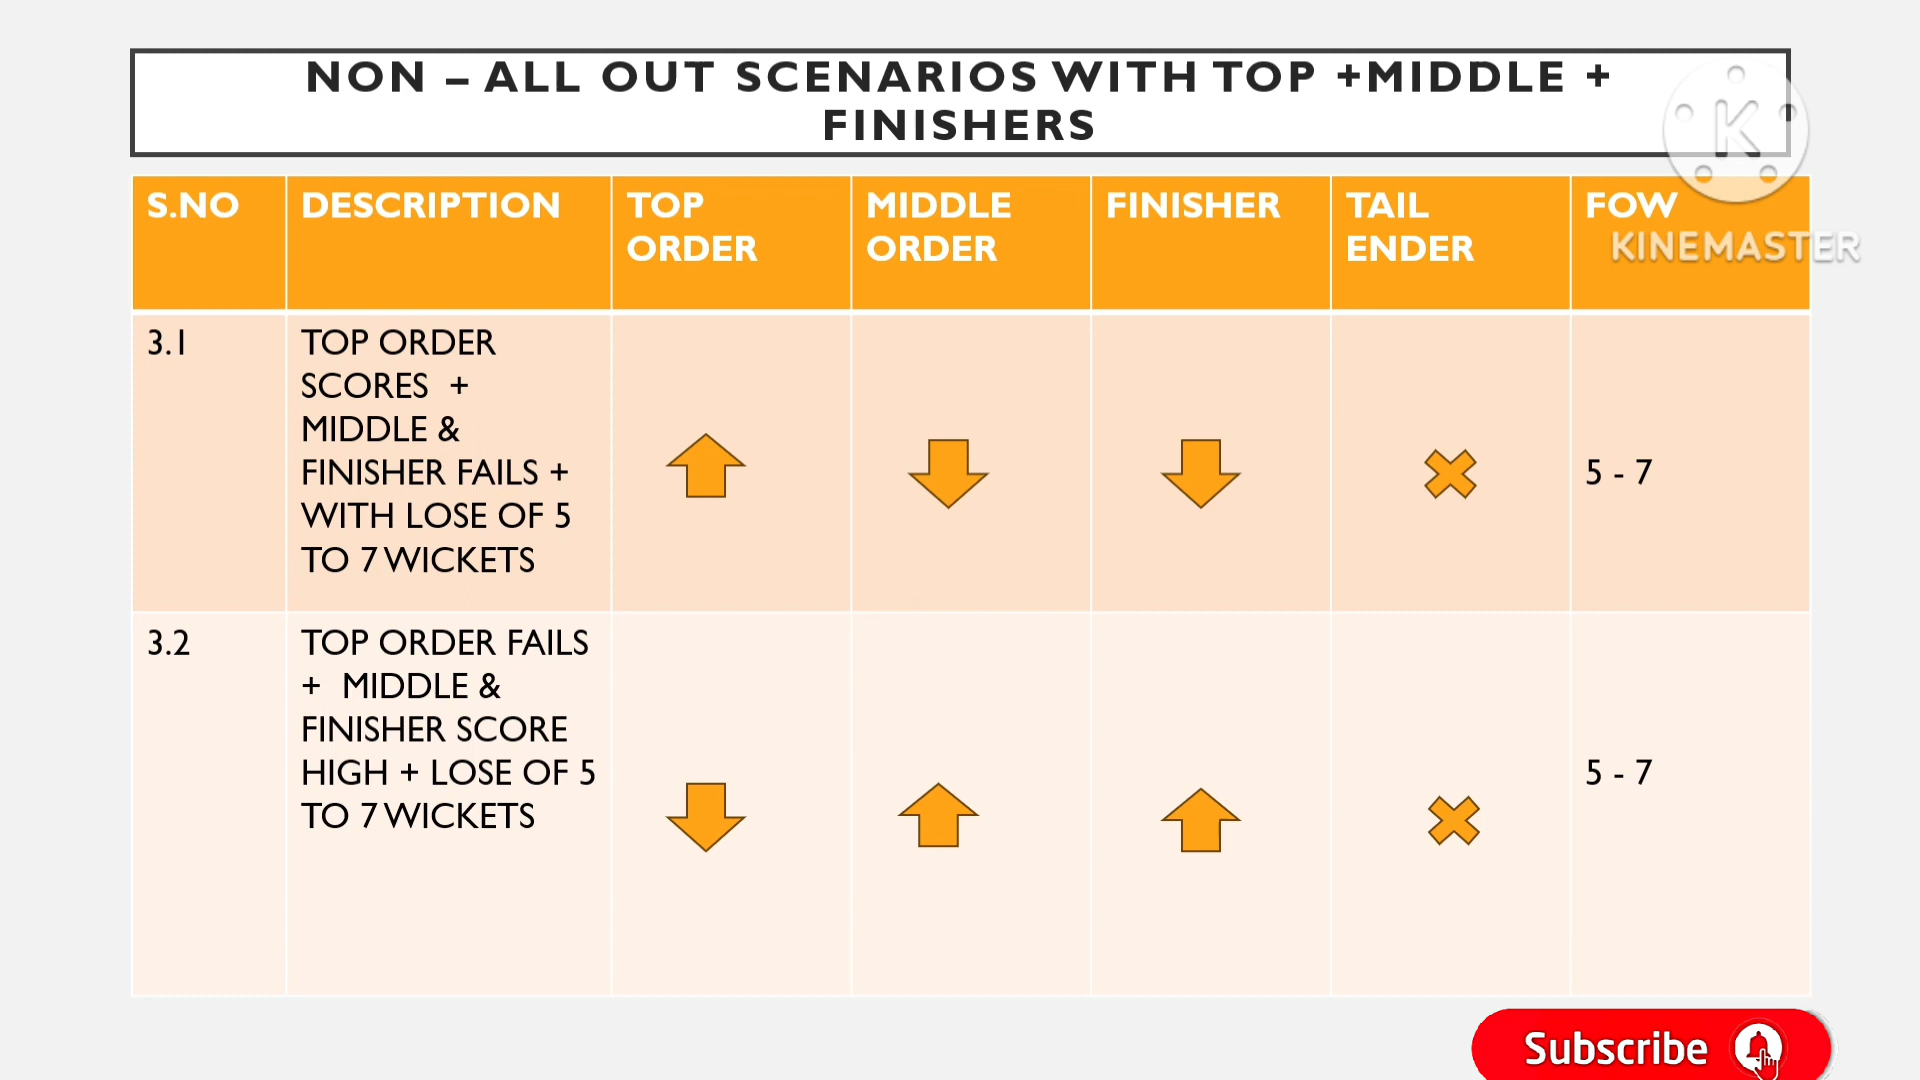 NON – ALL OUT SCENARIOS WITH TOP +MIDDLE +
FINISHERS
K
KINEMASTER
S.NO
DESCRIPTION
TOP
ORDER
MIDDLE
ORDER
FINISHER
TAIL
ENDER
FOW
3.1
TOP ORDER
SCORES +
MIDDLE &
FINISHER FAILS +
WITH LOSE OF 5
TO 7 WICKETS
5 - 7
3.2
TOP ORDER FAILS
+ MIDDLE &
FINISHER SCORE
HIGH + LOSE OF 5
TO 7 WICKETS
5 - 7
Subscribe